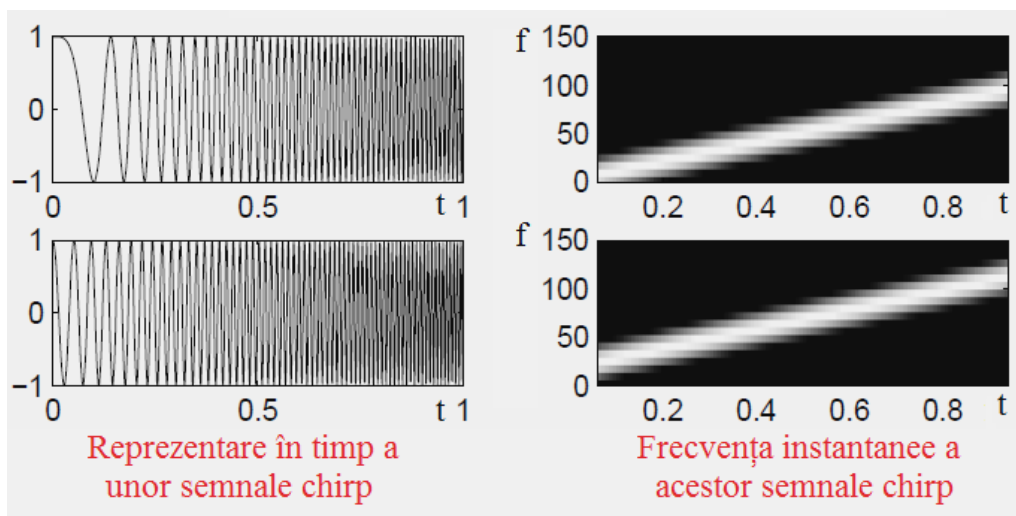 1
0
−1
0 0.5 t 1
f 150
100
50
0
0.2 0.4 0.6 0.8 t
1
0
−1
0 0.5 t 1
f 150
100
50
0
0.2 0.4 0.6 0.8 t
Reprezentare în timp a
unor semnale chirp
Frecvența instantanee a
acestor semnale chirp